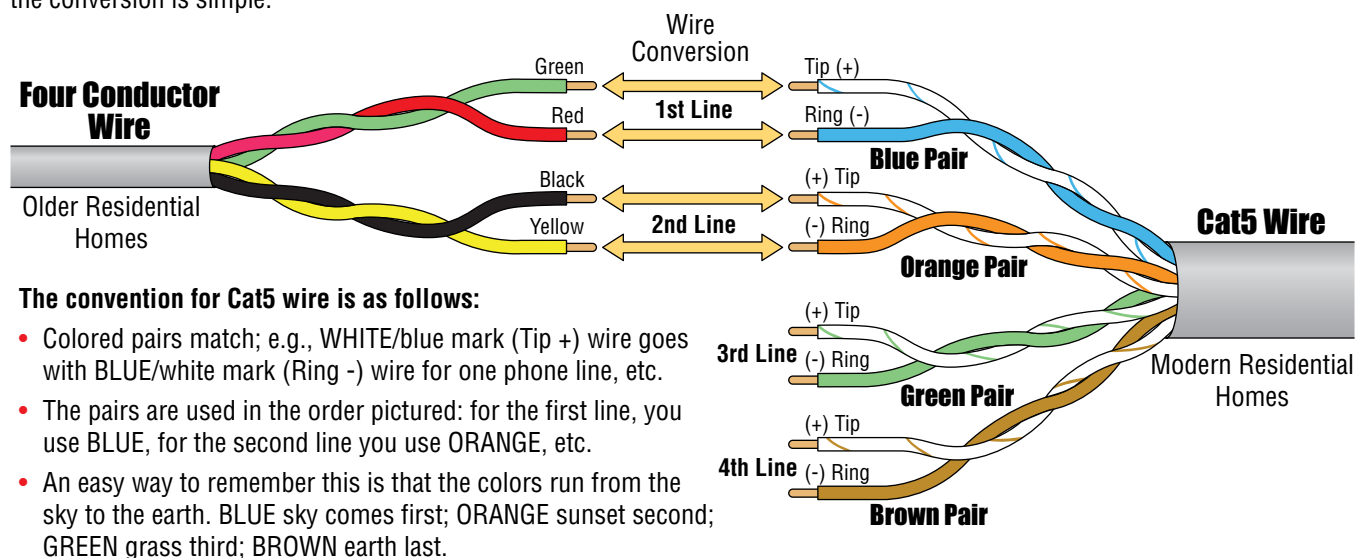 the conversion is simple.
Wire
Conversion
Four Conductor
Wire
Older Residential
Homes
Green
Red
Black
Yellow
1st Line
2nd Line
Tip (+)
Ring (-)
Blue Pair
(+) Tip
(-) Ring
Orange Pair
Cat5 Wire
Modern Residential
Homes
(+) Tip
3rd Line (-) Ring
Green Pair
(+) Tip
4th Line (-) Ring
Brown Pair
The convention for Cat5 wire is as follows:
• Colored pairs match; e.g., WHITE/blue mark (Tip +) wire goes
with BLUE/white mark (Ring -) wire for one phone line, etc.
• The pairs are used in the order pictured: for the first line, you
use BLUE, for the second line you use ORANGE, etc.
• An easy way to remember this is that the colors run from the
sky to the earth. BLUE sky comes first; ORANGE sunset second;
GREEN grass third; BROWN earth last.